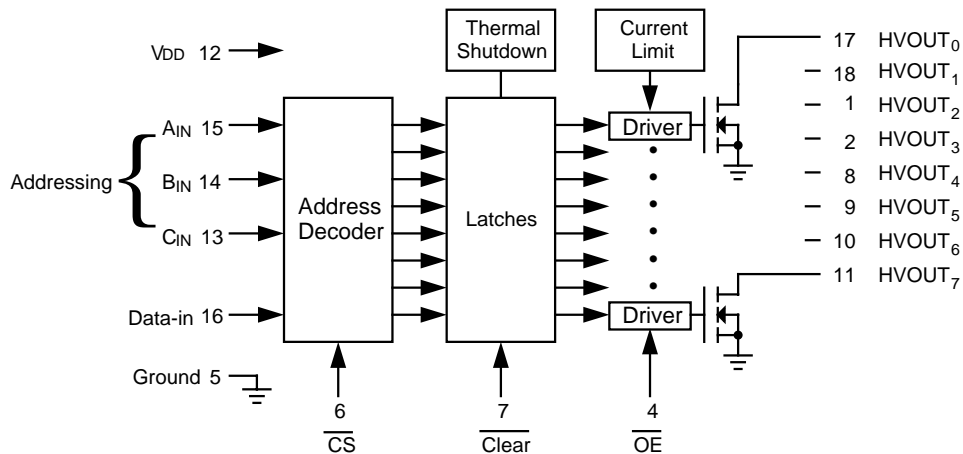 Thermal
Shutdown
Current
Limit
VDD 12
17 HVOUT0
18 HVOUT1
1 HVOUT2
2 HVOUT3
8 HVOUT4
9 HVOUT5
10 HVOUT6
11 HVOUT7
Addressing
AIN 15
BIN 14
CIN 13
Data-in 16
Ground 5
Address
Decoder
Latches
Driver
Driver
6
CS
7
Clear
4
OE